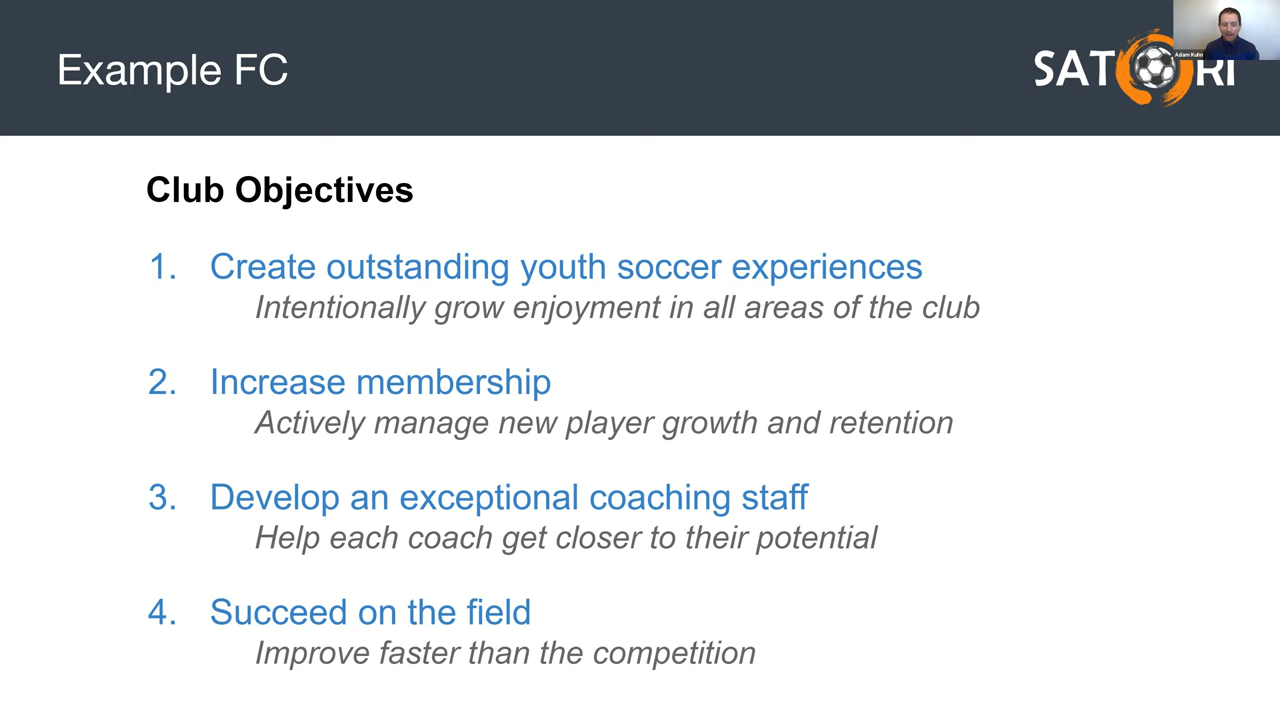 Example FC
SATORI
Adam Kuhn
Club Objectives
1. Create outstanding youth soccer experiences
Intentionally grow enjoyment in all areas of the club
2. Increase membership
Actively manage new player growth and retention
3. Develop an exceptional coaching staff
Help each coach get closer to their potential
4. Succeed on the field
Improve faster than the competition